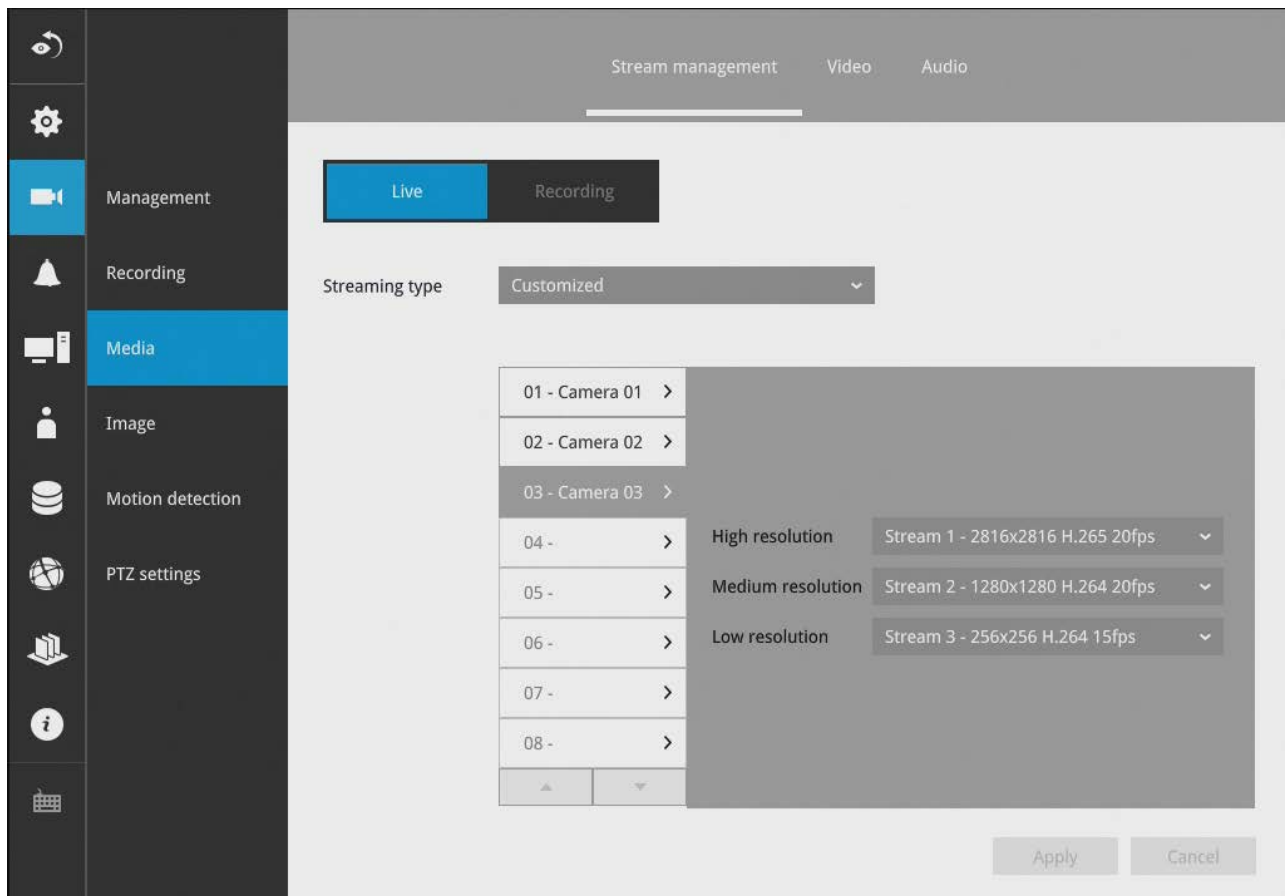 Stream management Video Audio
Management
Recording
Media
Image
Motion detection
PTZ settings
Live Recording
Streaming type Customized
01 - Camera 01
02 - Camera 02
03 - Camera 03
04 -
05 -
06 -
07 -
08 -
High resolution Stream 1 - 2816x2816 H.265 20fps
Medium resolution Stream 2 - 1280x1280 H.264 20fps
Low resolution Stream 3 - 256x256 H.264 15fps
Apply Cancel